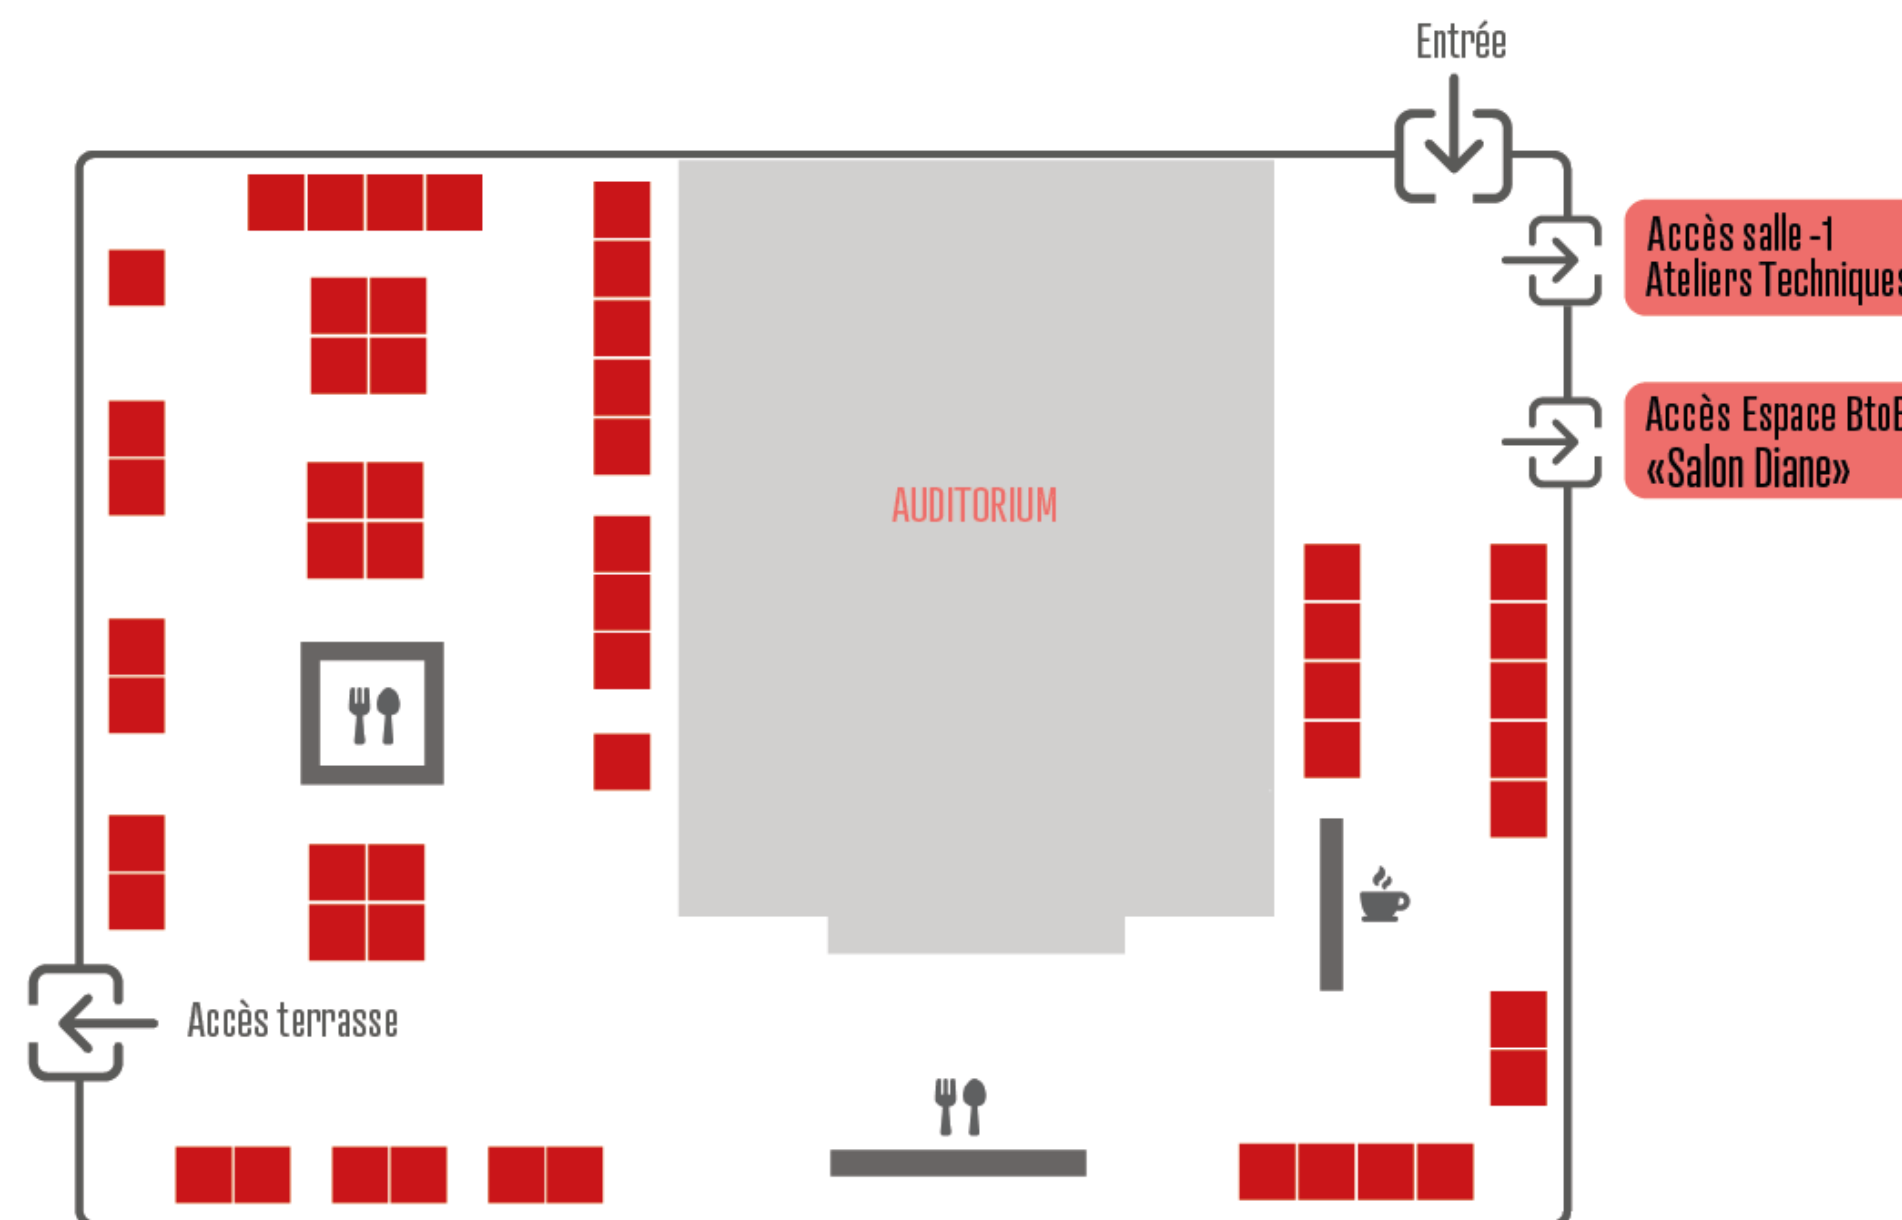 Entrée
Accès salle -1
Ateliers Techniques
Accès Espace BtoB
«Salon Diane»
AUDITORIUM
Accès terrasse